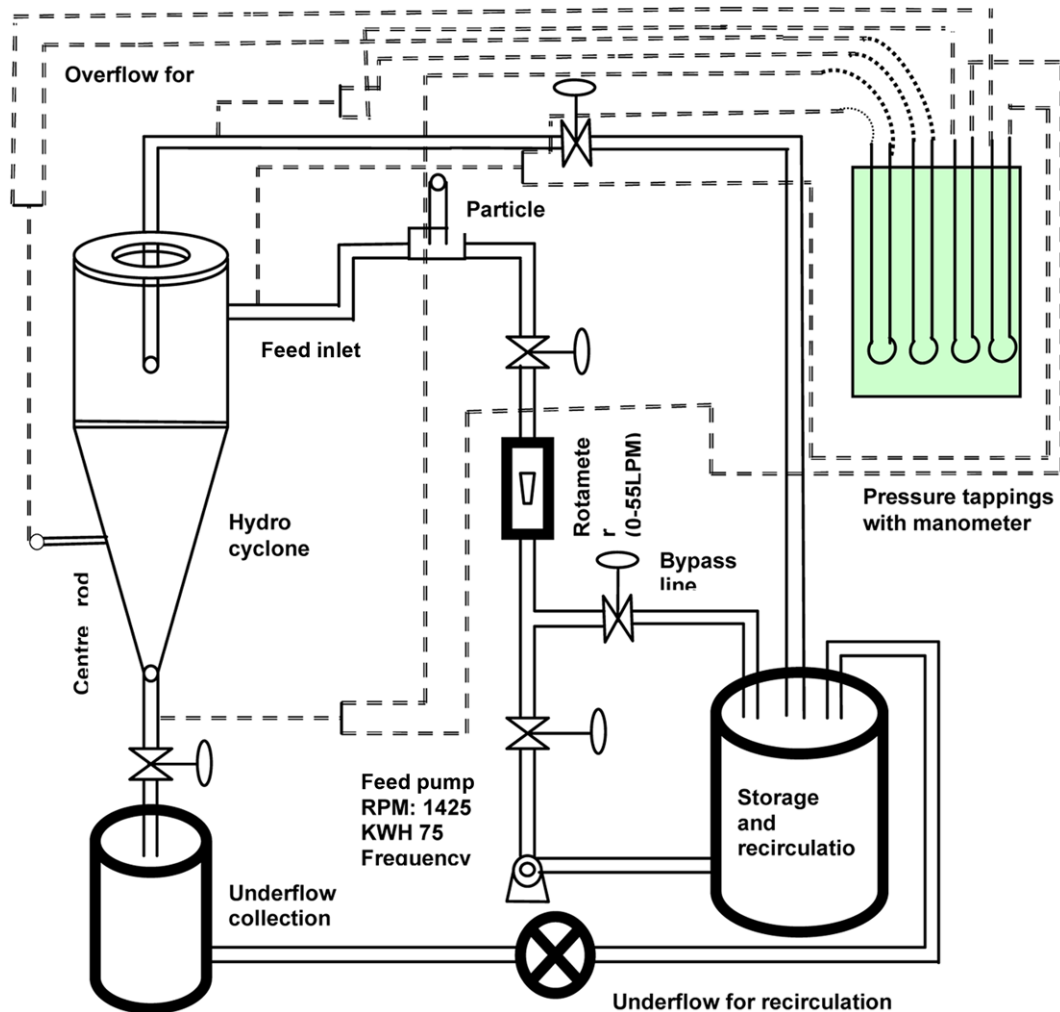 Overflow for
Particle
Feed inlet
Rotamete
r
(0-55LPM)
Pressure tappings
with manometer
Hydro
cyclone
Bypass
line
Centre rod
Feed pump
RPM: 1425
KWH 75
Frequency
Storage
and
recirculatio
Underflow
collection
Underflow for recirculation